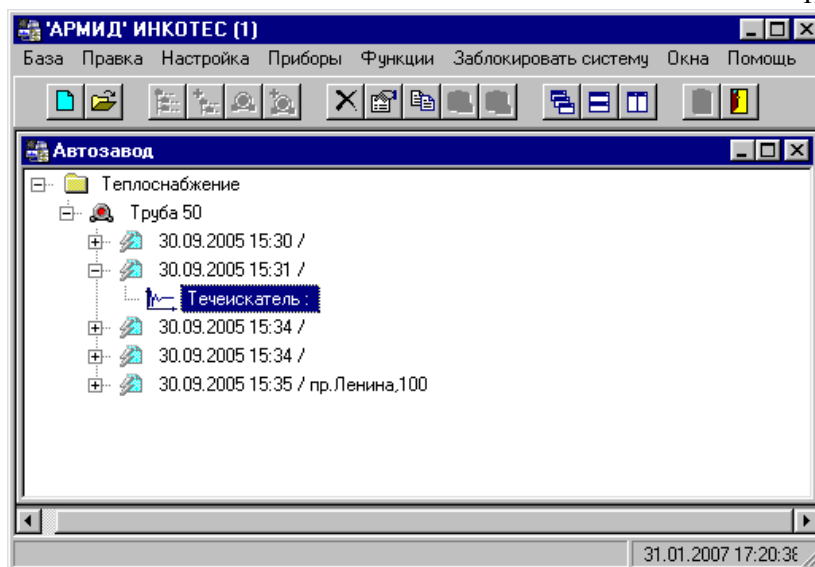 'АРМИД' ИНКОТЕС (1)
База Правка Настройка Приборы Функции Заблокировать систему Окна Помощь
Автозавод
Теплоснабжение
Труба 50
30.09.2005 15:30 /
30.09.2005 15:31 /
Течеискатель :
30.09.2005 15:34 /
30.09.2005 15:34 /
30.09.2005 15:35 / пр.Ленина,100
31.01.2007 17:20:38